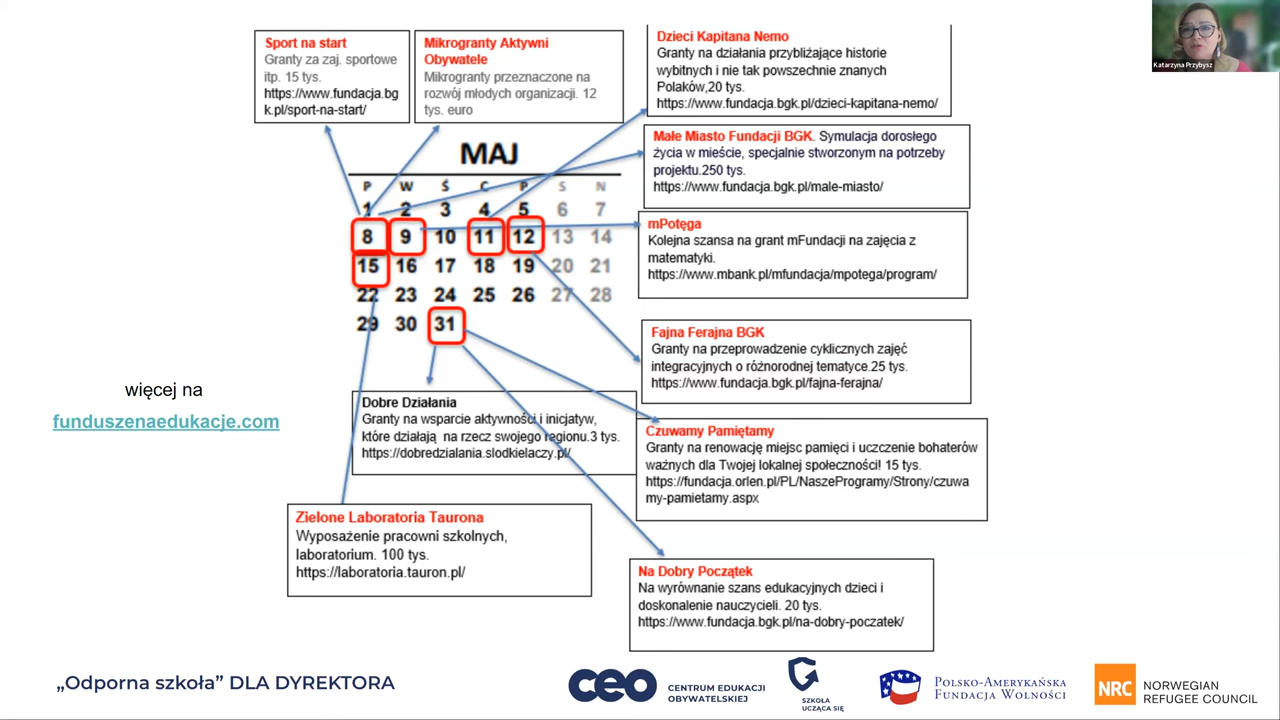 Sport na start
Granty za zaj. sportowe
itp. 15 tys.
https://www.fundacja.bg
k.pl/sport-na-start/
Mikrogranty Aktywni
Obywatele
Mikrogranty przeznaczone na
rozwój młodych organizacji. 12
tys. euro
Dzieci Kapitana Nemo
Granty na działania przybliżające historie
wybitnych i nie tak powszechnie znanych
Polaków,20 tys.
https://www.fundacja.bgk.pl/dzieci-kapitana-nemo/
Katarzyna Przybysz
Małe Miasto Fundacji BGK. Symulacja dorosłego
życia w mieście, specjalnie stworzonym na potrzeby
projektu.250 tys.
https://www.fundacja.bgk.pl/male-miasto/
MAJ
P W Ś C P S N
1 2 3 4 5 6 7
8 9 10 11 12 13 14
15 16 17 18 19 20 21
22 23 24 25 26 27 28
29 30 31
mPotęga
Kolejna szansa na grant mFundacji na zajęcia z
matematyki.
https://www.mbank.pl/mfundacja/mpotega/program/
Fajna Ferajna BGK
Granty na przeprowadzenie cyklicznych zajęć
integracyjnych o różnorodnej tematyce.25 tys.
https://www.fundacja.bgk.pl/fajna-ferajna/
więcej na
funduszenaedukacje.com
Dobre Działania
Granty na wsparcie aktywności i inicjatyw,
które działają na rzecz swojego regionu.3 tys.
https://dobredzialania.slodkielaczy.pl/
Czuwamy Pamiętamy
Granty na renowację miejsc pamięci i uczczenie bohaterów
ważnych dla Twojej lokalnej społeczności! 15 tys.
https://fundacja.orlen.pl/PL/NaszeProgramy/Strony/czuwa
my-pamietamy.aspx
Zielone Laboratoria Taurona
Wyposażenie pracowni szkolnych,
laboratorium. 100 tys.
https://laboratoria.tauron.pl/
Na Dobry Początek
Na wyrównanie szans edukacyjnych dzieci i
doskonalenie nauczycieli. 20 tys.
https://www.fundacja.bgk.pl/na-dobry-poczatek/
„Odporna szkoła” DLA DYREKTORA
ceo
CENTRUM EDUKACJI
OBYWATELSKIEJ
SZKOŁA
UCZĄCA SIĘ
POLSKO-AMERYKAŃSKA
FUNDACJA WOLNOŚCI
NRC
NORWEGIAN
REFUGEE COUNCIL